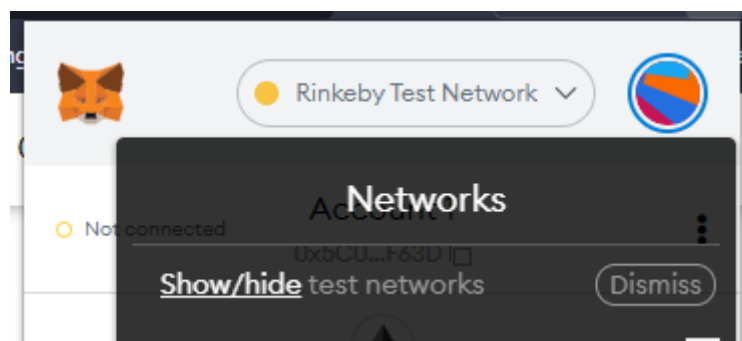 Rinkeby Test Network
Networks
Account 1
Not connected
0x5C0...F63D
Show/hide test networks
Dismiss